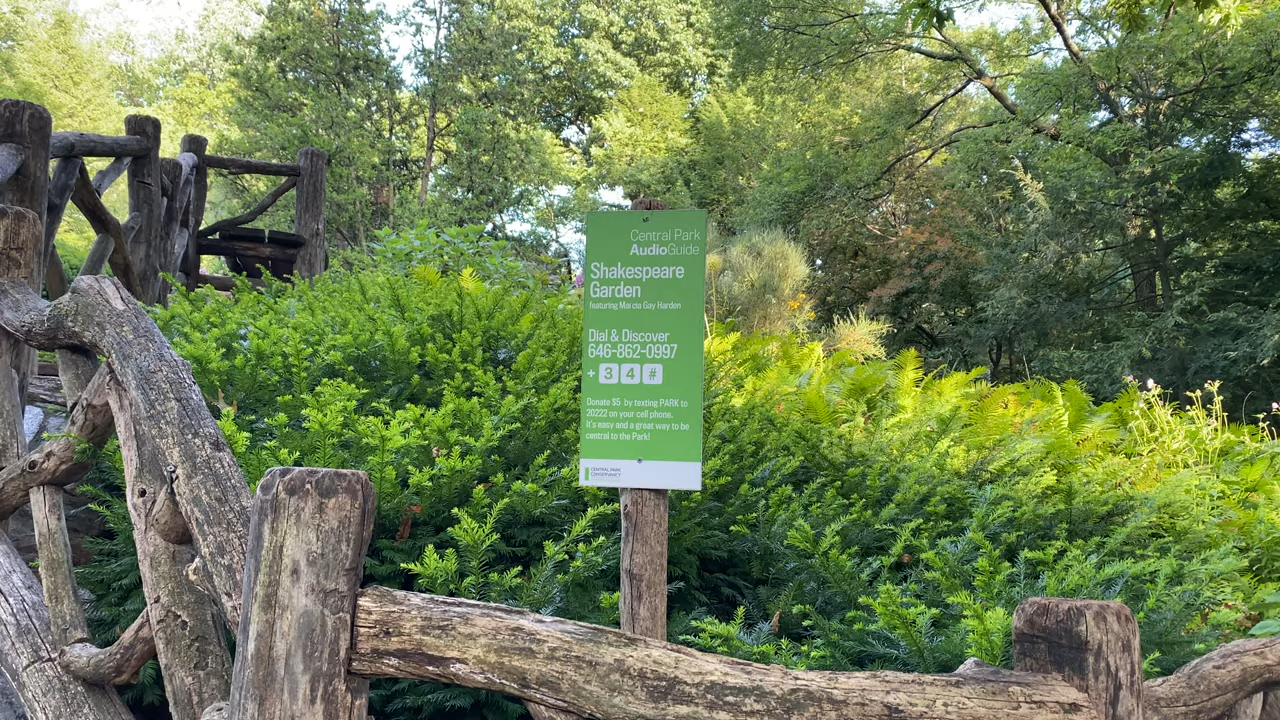 Central Park
AudioGuide
Shakespeare
Garden
featuring Marcia Gay Harden
Dial & Discover
646-862-0997
+ 3 4 #
Donate $5 by texting PARK to
20222 on your cell phone.
It's easy and a great way to be
central to the Park!
CENTRAL PARK
CONSERVANCY